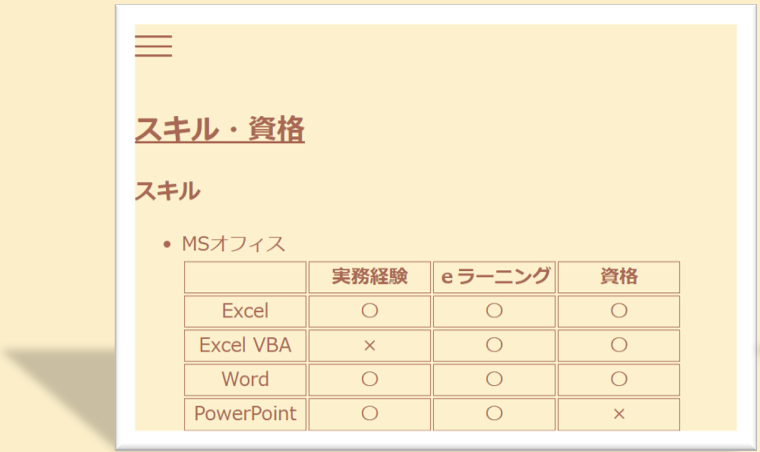 スキル・資格
スキル
• MSオフィス
実務経験 eラーニング 資格
Excel 〇 〇 〇
Excel VBA × 〇 〇
Word 〇 〇 〇
PowerPoint 〇 〇 ×